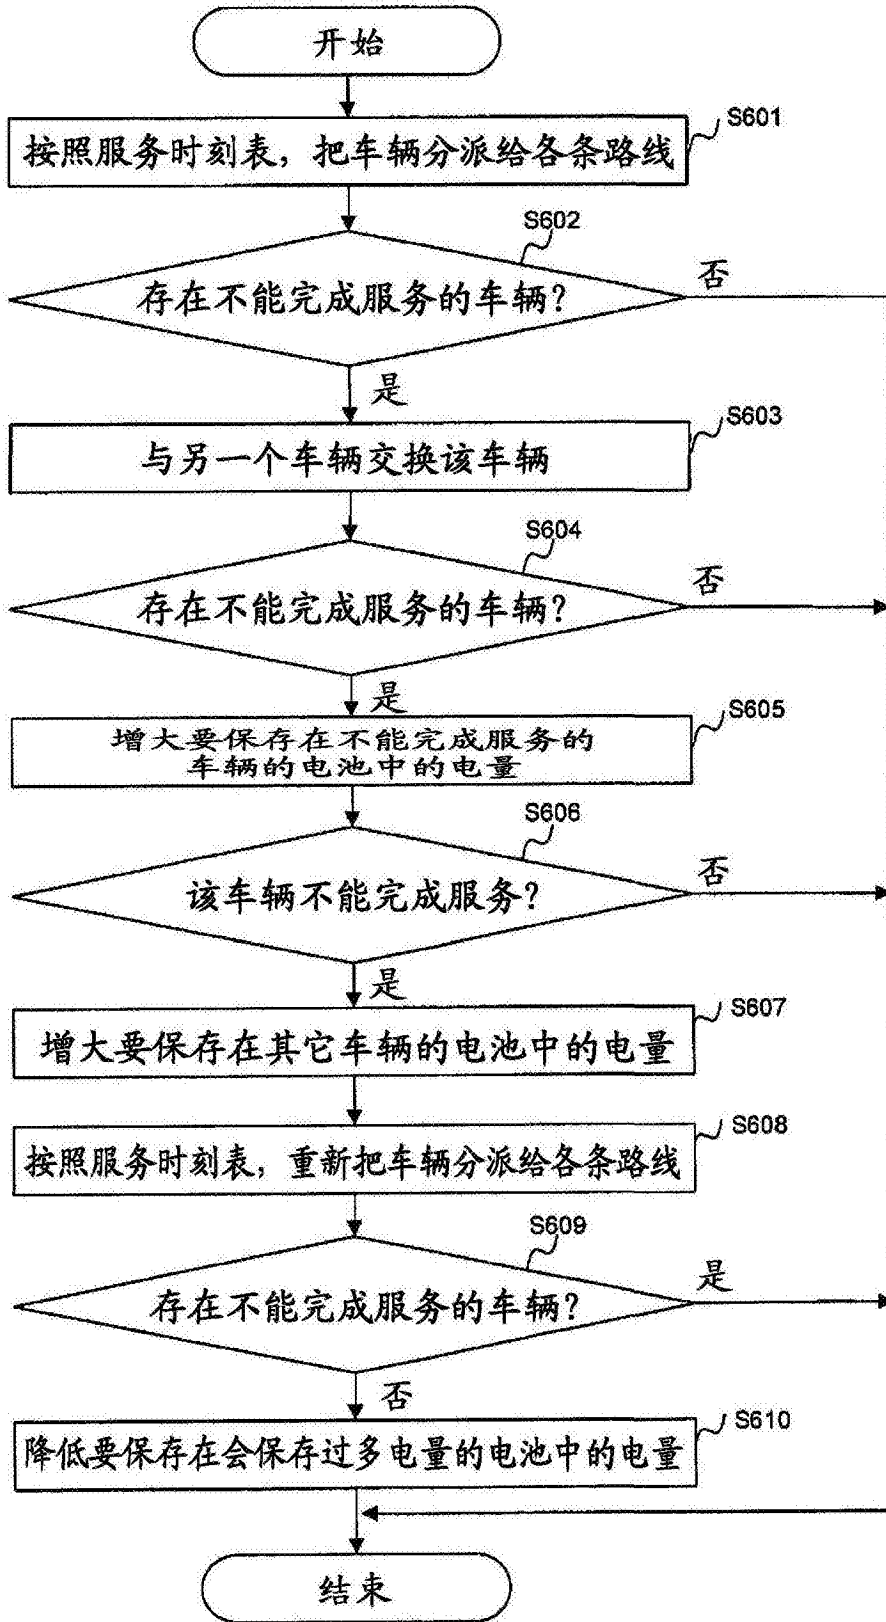 开始
S601
按照服务时刻表，把车辆分派给各条路线
S602
存在不能完成服务的车辆？
否
是
S603
与另一个车辆交换该车辆
S604
存在不能完成服务的车辆？
否
是
S605
增大要保存在不能完成服务的
车辆的电池中的电量
S606
该车辆不能完成服务？
否
是
S607
增大要保存在其它车辆的电池中的电量
S608
按照服务时刻表，重新把车辆分派给各条路线
S609
存在不能完成服务的车辆？
是
否
S610
降低要保存在会保存过多电量的电池中的电量
结束